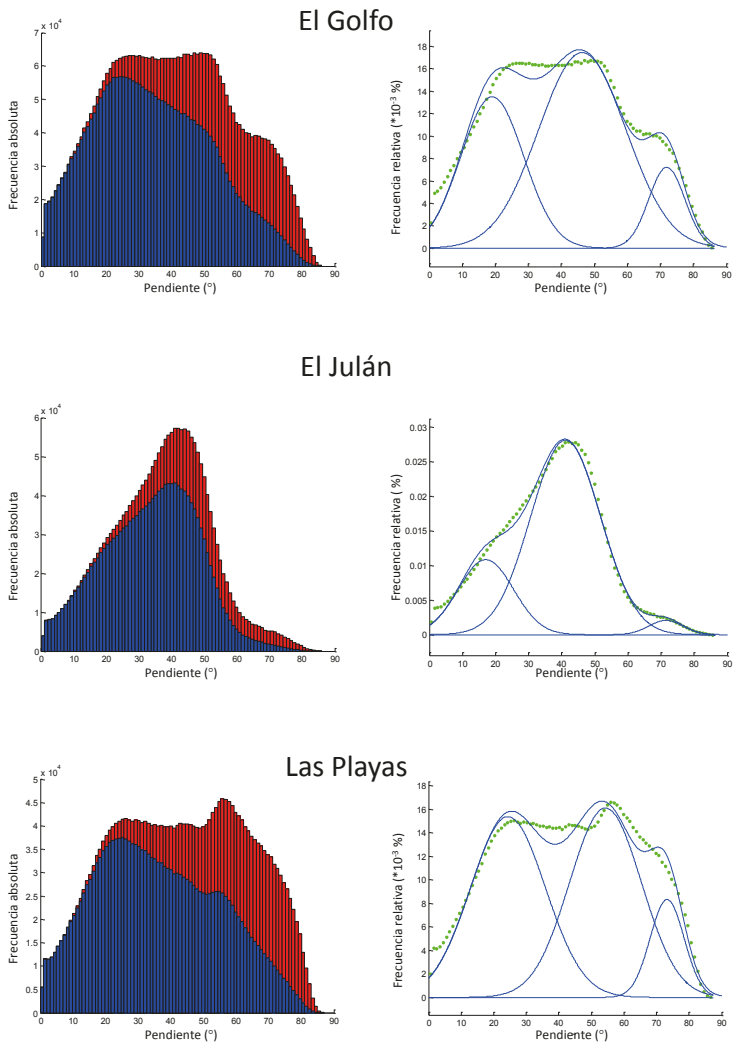 El Golfo
x 10⁴
7
6
5
4
3
2
1
0
Frecuencia absoluta
0 10 20 30 40 50 60 70 80 90
Pendiente (°)
18
16
14
12
10
8
6
4
2
0
Frecuencia relativa (*10⁻³ %)
0 10 20 30 40 50 60 70 80 90
Pendiente (°)
El Julán
x 10⁴
6
5
4
3
2
1
0
Frecuencia absoluta
0 10 20 30 40 50 60 70 80 90
Pendiente (°)
0.03
0.025
0.02
0.015
0.01
0.005
0
Frecuencia relativa ( %)
0 10 20 30 40 50 60 70 80 90
Pendiente (°)
Las Playas
x 10⁴
5
4.5
4
3.5
3
2.5
2
1.5
1
0.5
0
Frecuencia absoluta
0 10 20 30 40 50 60 70 80 90
Pendiente (°)
18
16
14
12
10
8
6
4
2
0
Frecuencia relativa (*10⁻³ %)
0 10 20 30 40 50 60 70 80 90
Pendiente (°)